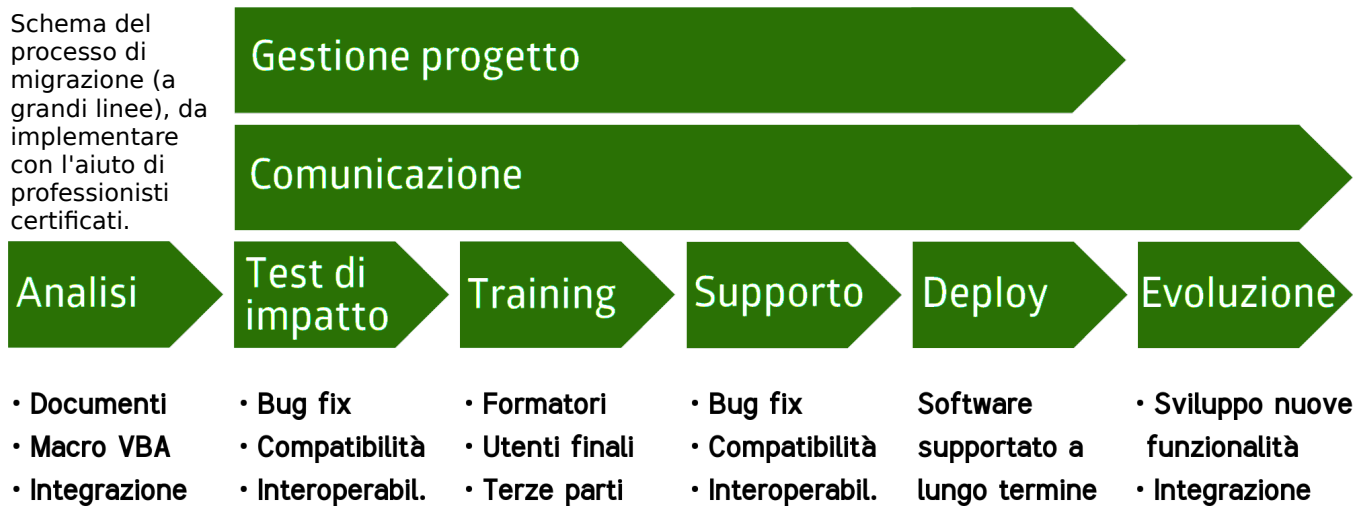 Schema del
processo di
migrazione (a
grandi linee), da
implementare
con l'aiuto di
professionisti
certificati.
Gestione progetto
Comunicazione
Analisi
Test di
impatto
Training
Supporto
Deploy
Evoluzione
• Documenti
• Macro VBA
• Integrazione
• Bug fix
• Compatibilità
• Interoperabil.
• Formatori
• Utenti finali
• Terze parti
• Bug fix
• Compatibilità
• Interoperabil.
Software
supportato a
lungo termine
• Sviluppo nuove
funzionalità
• Integrazione